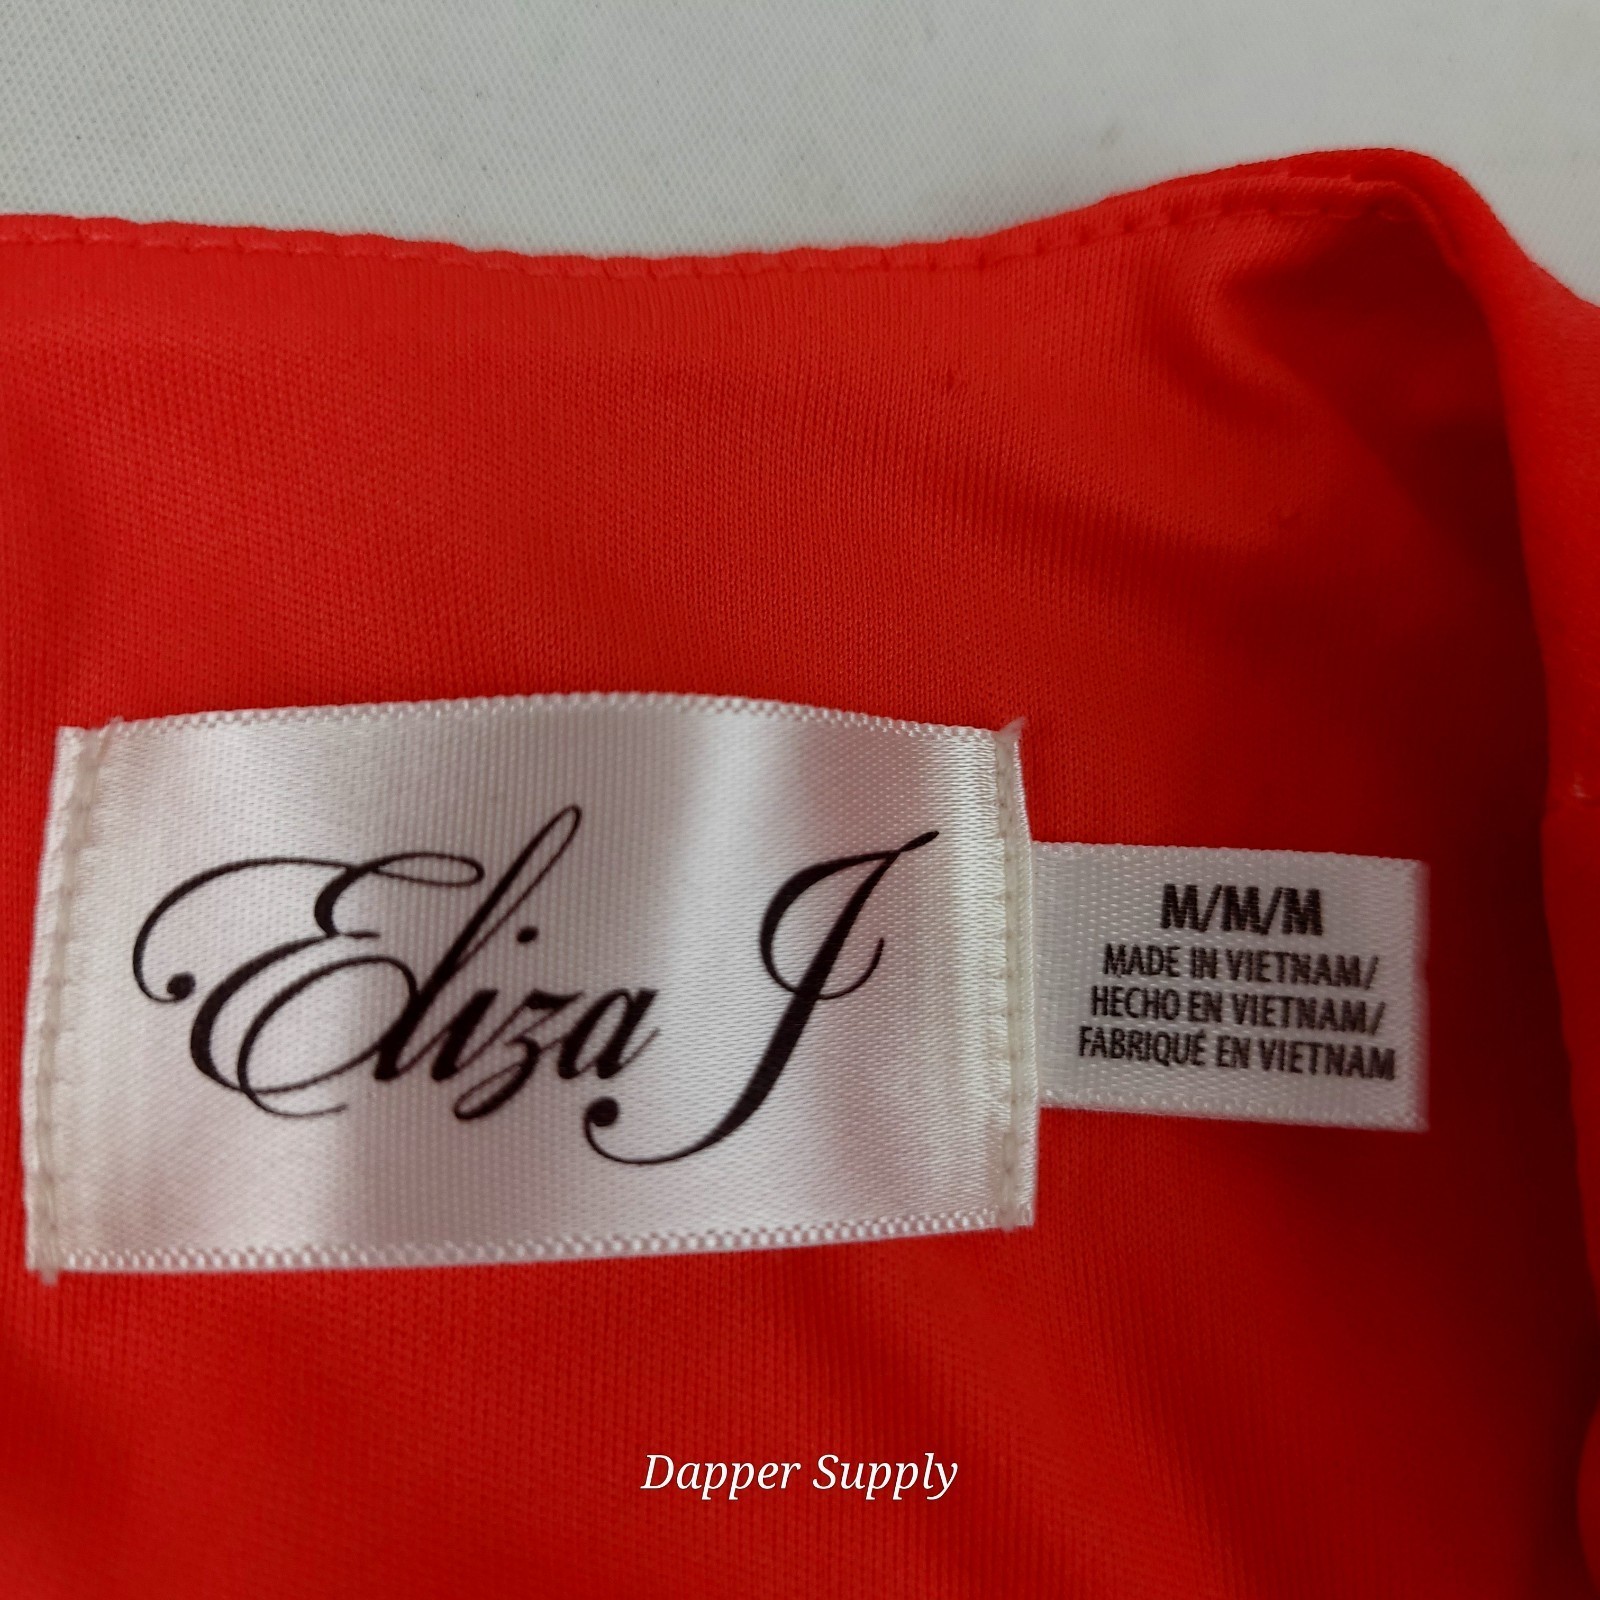 Eliza J
M/M/M
MADE IN VIETNAM/
HECHO EN VIETNAM/
FABRIQUÉ EN VIETNAM
Dapper Supply